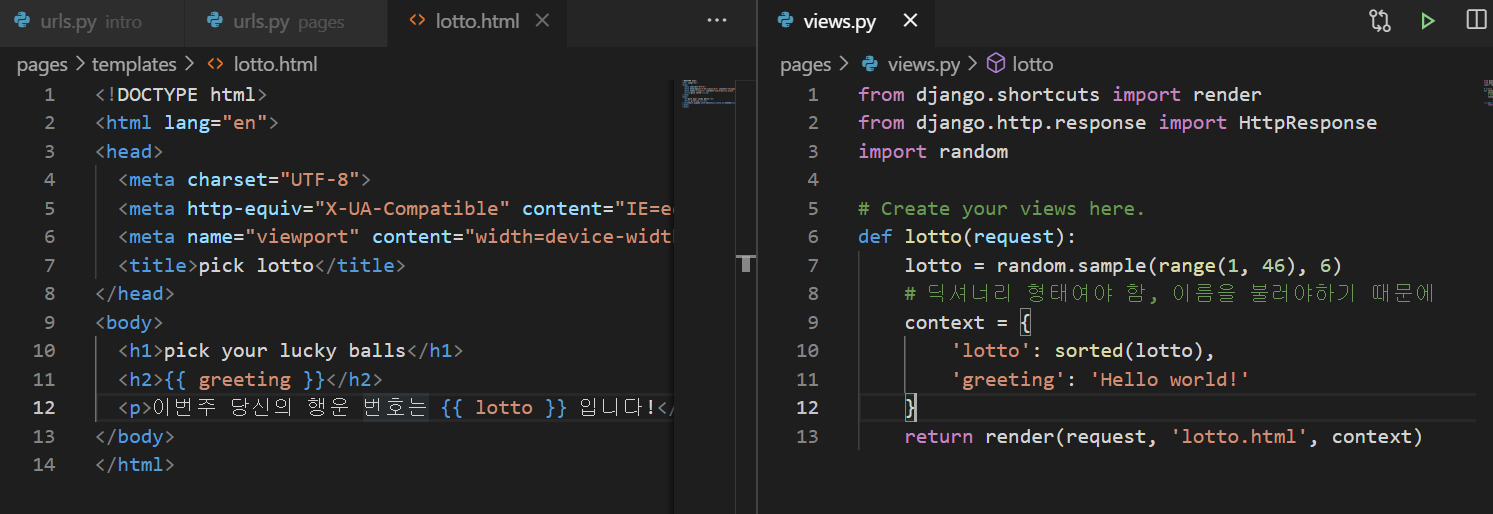 urls.py intro
urls.py pages
lotto.html
pages > templates > lotto.html
1 <!DOCTYPE html>
2 <html lang="en">
3 <head>
4   <meta charset="UTF-8">
5   <meta http-equiv="X-UA-Compatible" content="IE=e
6   <meta name="viewport" content="width=device-widt
7   <title>pick lotto</title>
8 </head>
9 <body>
10   <h1>pick your lucky balls</h1>
11   <h2>{{ greeting }}</h2>
12   <p>이번주 당신의 행운 번호는 {{ lotto }} 입니다!</
13 </body>
14 </html>
views.py
pages > views.py > lotto
1 from django.shortcuts import render
2 from django.http.response import HttpResponse
3 import random
4
5 # Create your views here.
6 def lotto(request):
7     lotto = random.sample(range(1, 46), 6)
8     # 딕셔너리 형태여야 함, 이름을 불러야하기 때문에
9     context = {
10         'lotto': sorted(lotto),
11         'greeting': 'Hello world!'
12     }
13     return render(request, 'lotto.html', context)